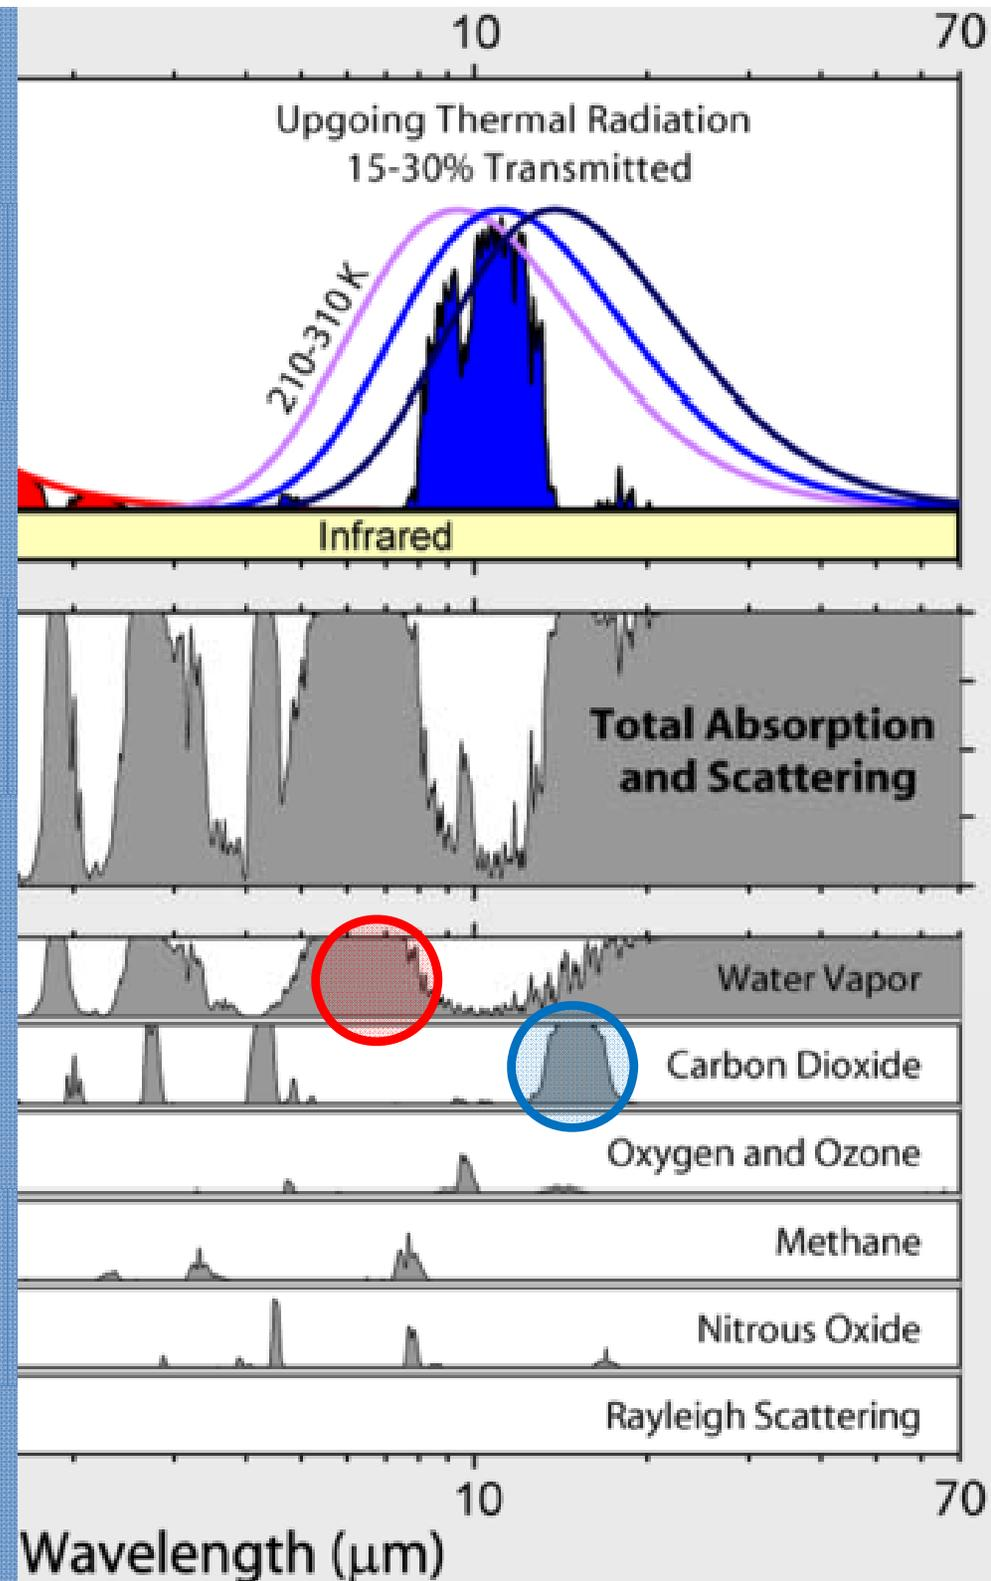 10 70
Upgoing Thermal Radiation
15-30% Transmitted
210-310 K
Infrared
Total Absorption
and Scattering
Water Vapor
Carbon Dioxide
Oxygen and Ozone
Methane
Nitrous Oxide
Rayleigh Scattering
10 70
Wavelength (μm)